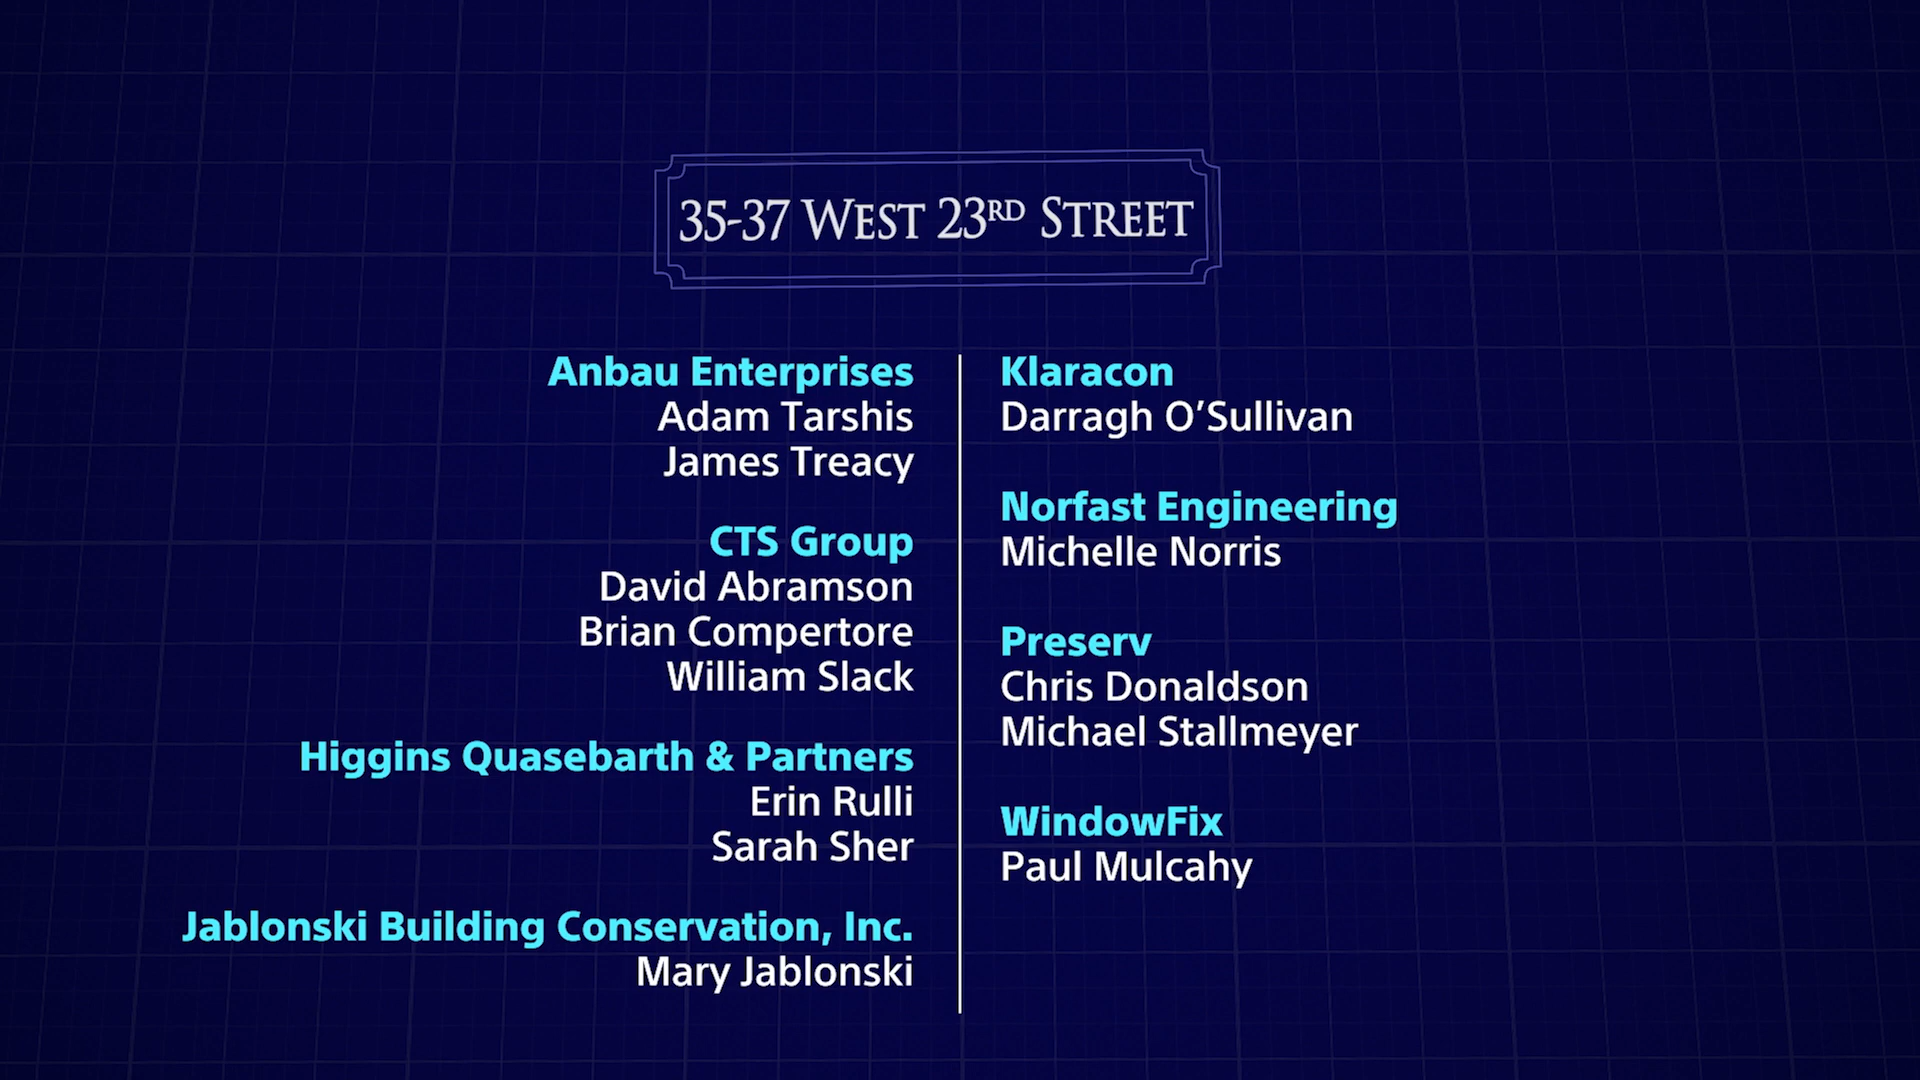 35-37 West 23rd Street
Anbau Enterprises
Adam Tarshis
James Treacy
CTS Group
David Abramson
Brian Compertore
William Slack
Higgins Quasebarth & Partners
Erin Rulli
Sarah Sher
Jablonski Building Conservation, Inc.
Mary Jablonski
Klaracon
Darragh O’Sullivan
Norfast Engineering
Michelle Norris
Preserv
Chris Donaldson
Michael Stallmeyer
WindowFix
Paul Mulcahy